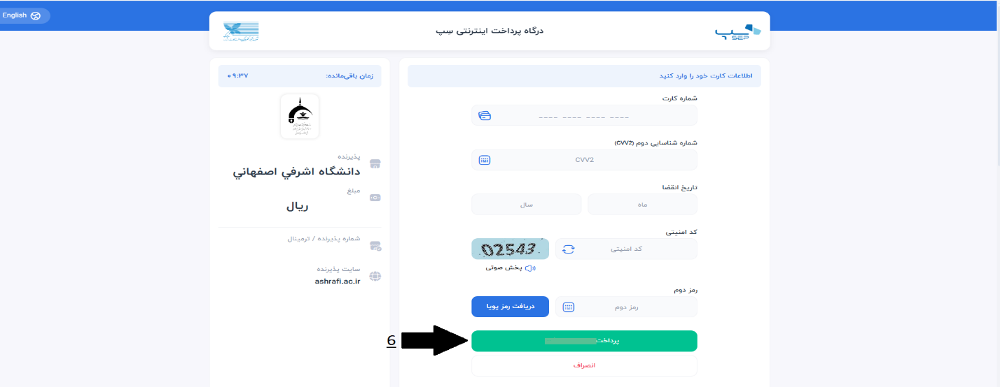 English
درگاه پرداخت اینترنتی سپ
سپ
SEP
اطلاعات کارت خود را وارد کنید
شماره کارت
---- ---- ---- ----
شماره شناسایی دوم (CVV2)
CVV2
تاریخ انقضا
ماه
سال
کد امنیتی
کد امنیتی
02543
پخش صوتی
رمز دوم
رمز دوم
دریافت رمز پویا
پرداخت
6
انصراف
زمان باقی‌مانده:
۰۹:۳۷
پذیرنده
دانشگاه اشرفي اصفهاني
مبلغ
ریال
شماره پذیرنده / ترمینال
سایت پذیرنده
ashrafi.ac.ir